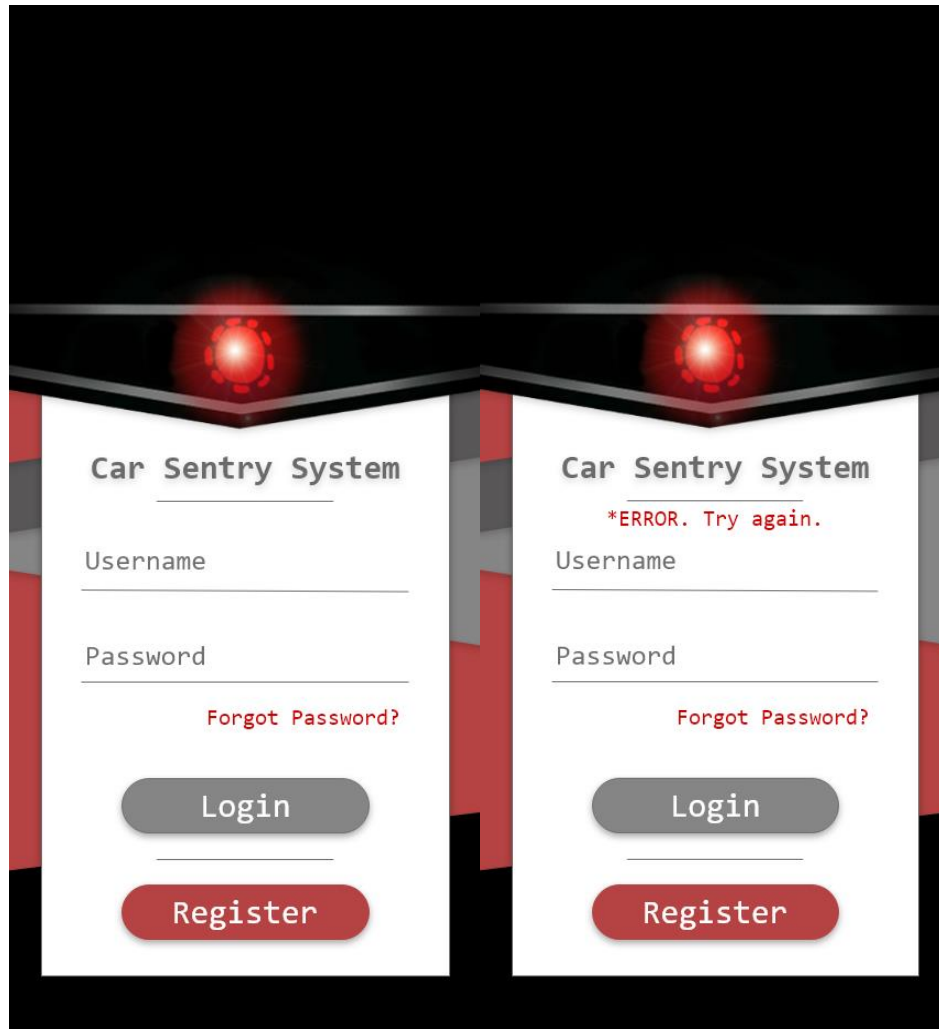 Car Sentry System
Username
Password
Forgot Password?
Login
Register
Car Sentry System
*ERROR. Try again.
Username
Password
Forgot Password?
Login
Register